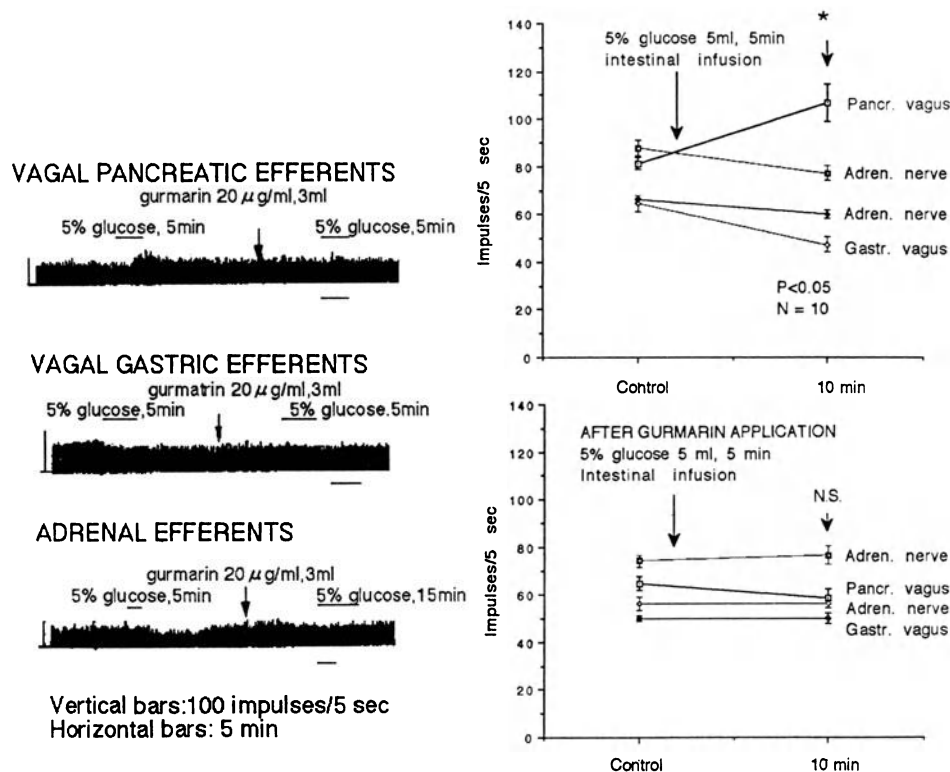 VAGAL PANCREATIC EFFERENTS
gurmarin 20 μg/ml,3ml
5% glucose, 5min
5% glucose,5min
VAGAL GASTRIC EFFERENTS
gurmatrin 20 μg/ml,3ml
5% glucose,5min
5% glucose.5min
ADRENAL EFFERENTS
gurmarin 20 μg/ml,3ml
5% glucose,5min
5% glucose,15min
Vertical bars:100 impulses/5 sec
Horizontal bars: 5 min
140
120
100
80
60
40
20
0
Impulses/5 sec
5% glucose 5ml, 5min
intestinal infusion
*
Pancr. vagus
Adren. nerve
Adren. nerve
Gastr. vagus
P<0.05
N = 10
Control
10 min
140
120
100
80
60
40
20
0
Impulses/5 sec
AFTER GURMARIN APPLICATION
5% glucose 5 ml, 5 min
Intestinal infusion
N.S.
Adren. nerve
Pancr. vagus
Adren. nerve
Gastr. vagus
Control
10 min